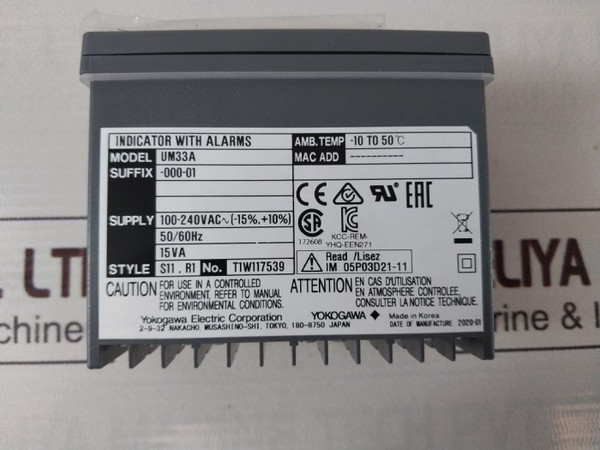 INDICATOR WITH ALARMS
AMB.TEMP -10 TO 50°C
MODEL UM33A
MAC ADD ----------
SUFFIX -000-01
SUPPLY 100-240VAC~(-15%,+10%)
50/60Hz
15VA
CE
EAC
172608
KCC-REM-
YHQ-EEN271
Read /Lisez
IM 05P03D21-11
STYLE S11 . R1 No. T1W117539
CAUTION FOR USE IN A CONTROLLED
ENVIRONMENT, REFER TO MANUAL
FOR ENVIRONMENTAL CONDITIONS.
ATTENTION EN CAS D'UTILISATION
EN ATMOSPHERE CONTROLEE,
CONSULTER LA NOTICE TECHNIQUE.
Yokogawa Electric Corporation
2-9-32 NAKACHO, MUSASHINO-SHI, TOKYO, 180-8750 JAPAN
YOKOGAWA
Made in Korea
DATE OF MANUFACTURE 2020-01
LIYA